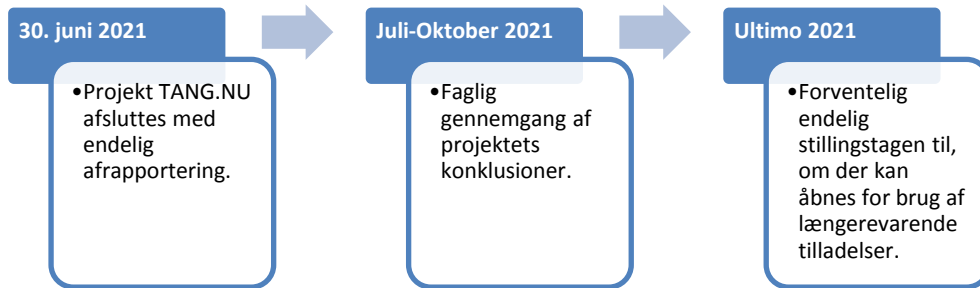 30. juni 2021
•Projekt TANG.NU
afsluttes med
endelig
afrapportering.
Juli-Oktober 2021
•Faglig
gennemgang af
projektets
konklusioner.
Ultimo 2021
•Forventelig
endelig
stillingstagen til,
om der kan
åbnes for brug af
længerevarende
tilladelser.